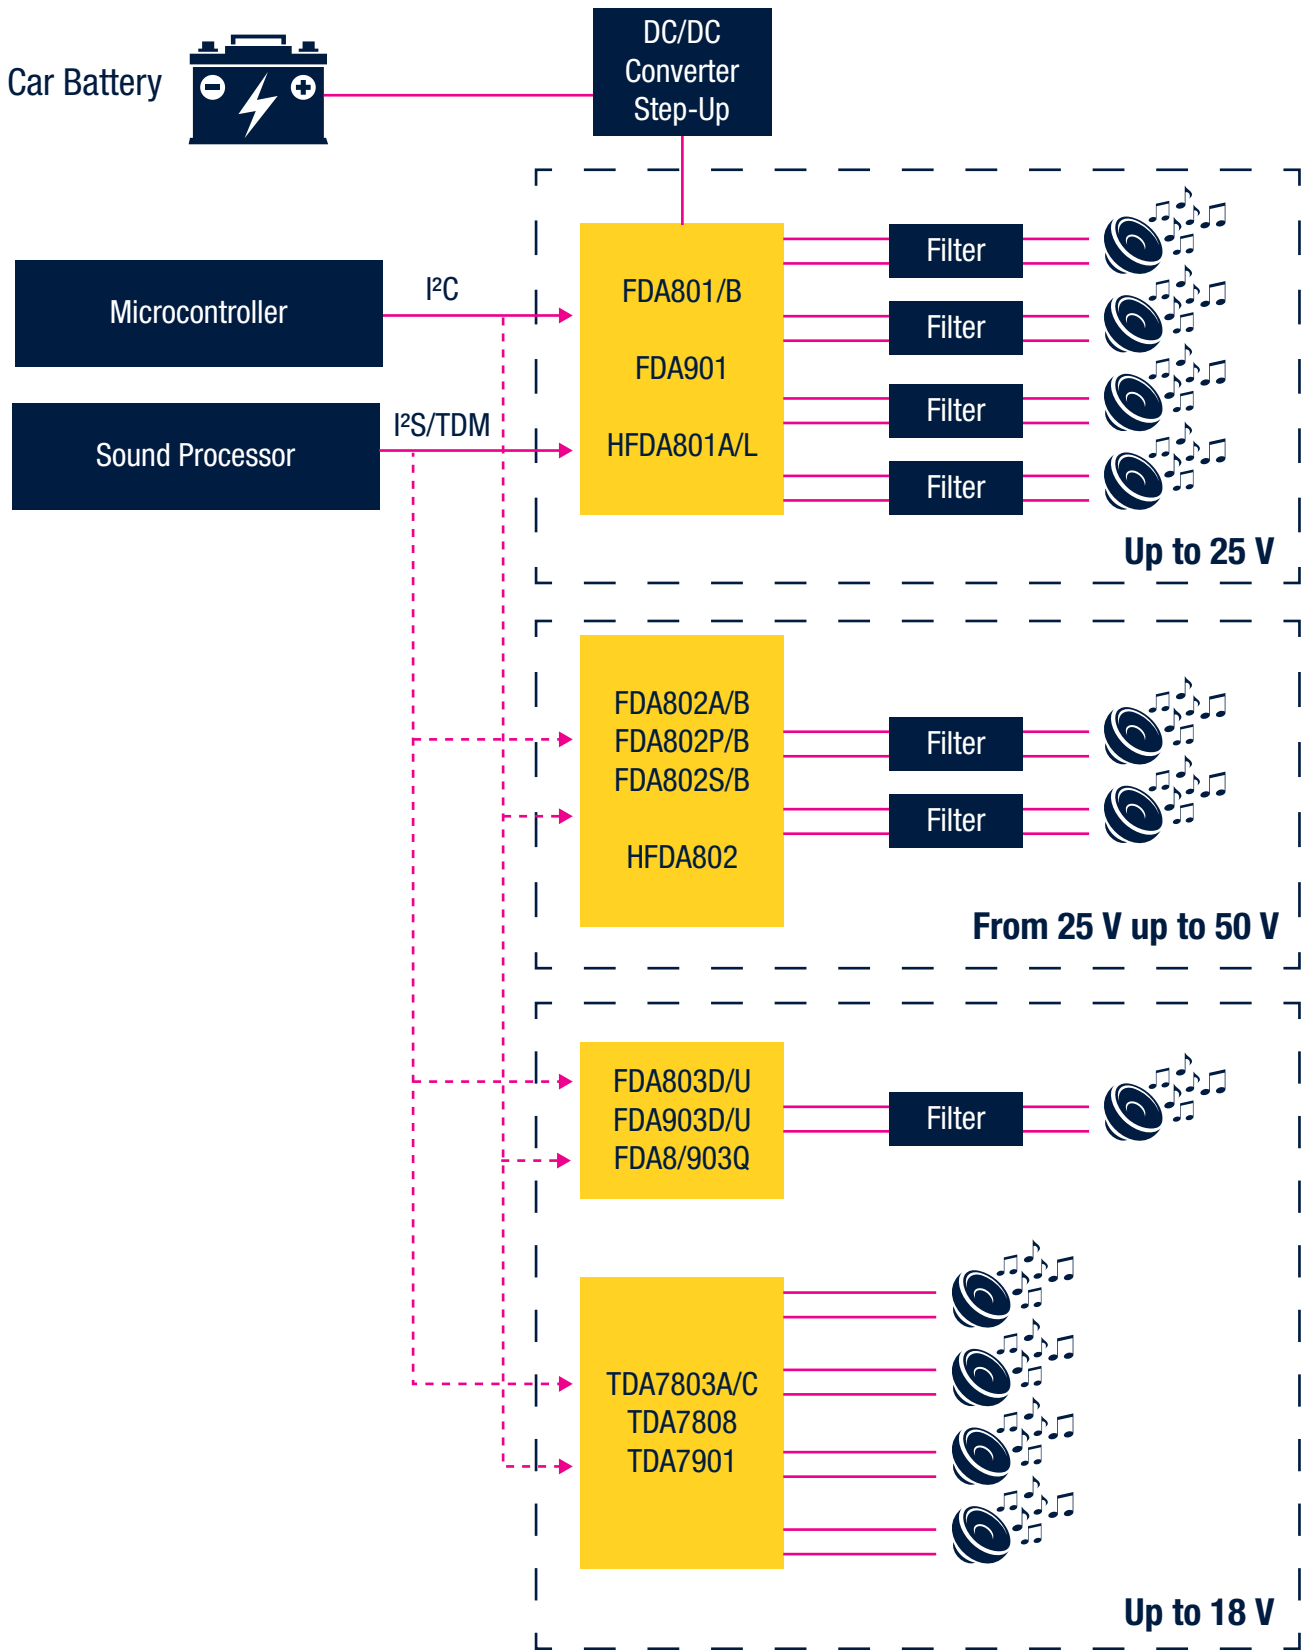 DC/DC
Converter
Step-Up
Car Battery
Microcontroller
I²C
Sound Processor
I²S/TDM
FDA801/B
FDA901
HFDA801A/L
Filter
Filter
Filter
Filter
Up to 25 V
FDA802A/B
FDA802P/B
FDA802S/B
HFDA802
Filter
Filter
From 25 V up to 50 V
FDA803D/U
FDA903D/U
FDA8/903Q
Filter
TDA7803A/C
TDA7808
TDA7901
Up to 18 V